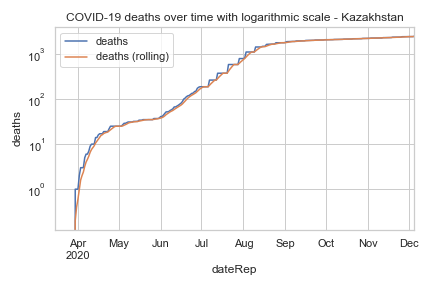 COVID-19 deaths over time with logarithmic scale - Kazakhstan
deaths
deaths (rolling)
10³
10²
10¹
10⁰
deaths
Apr
2020
May
Jun
Jul
Aug
Sep
Oct
Nov
Dec
dateRep